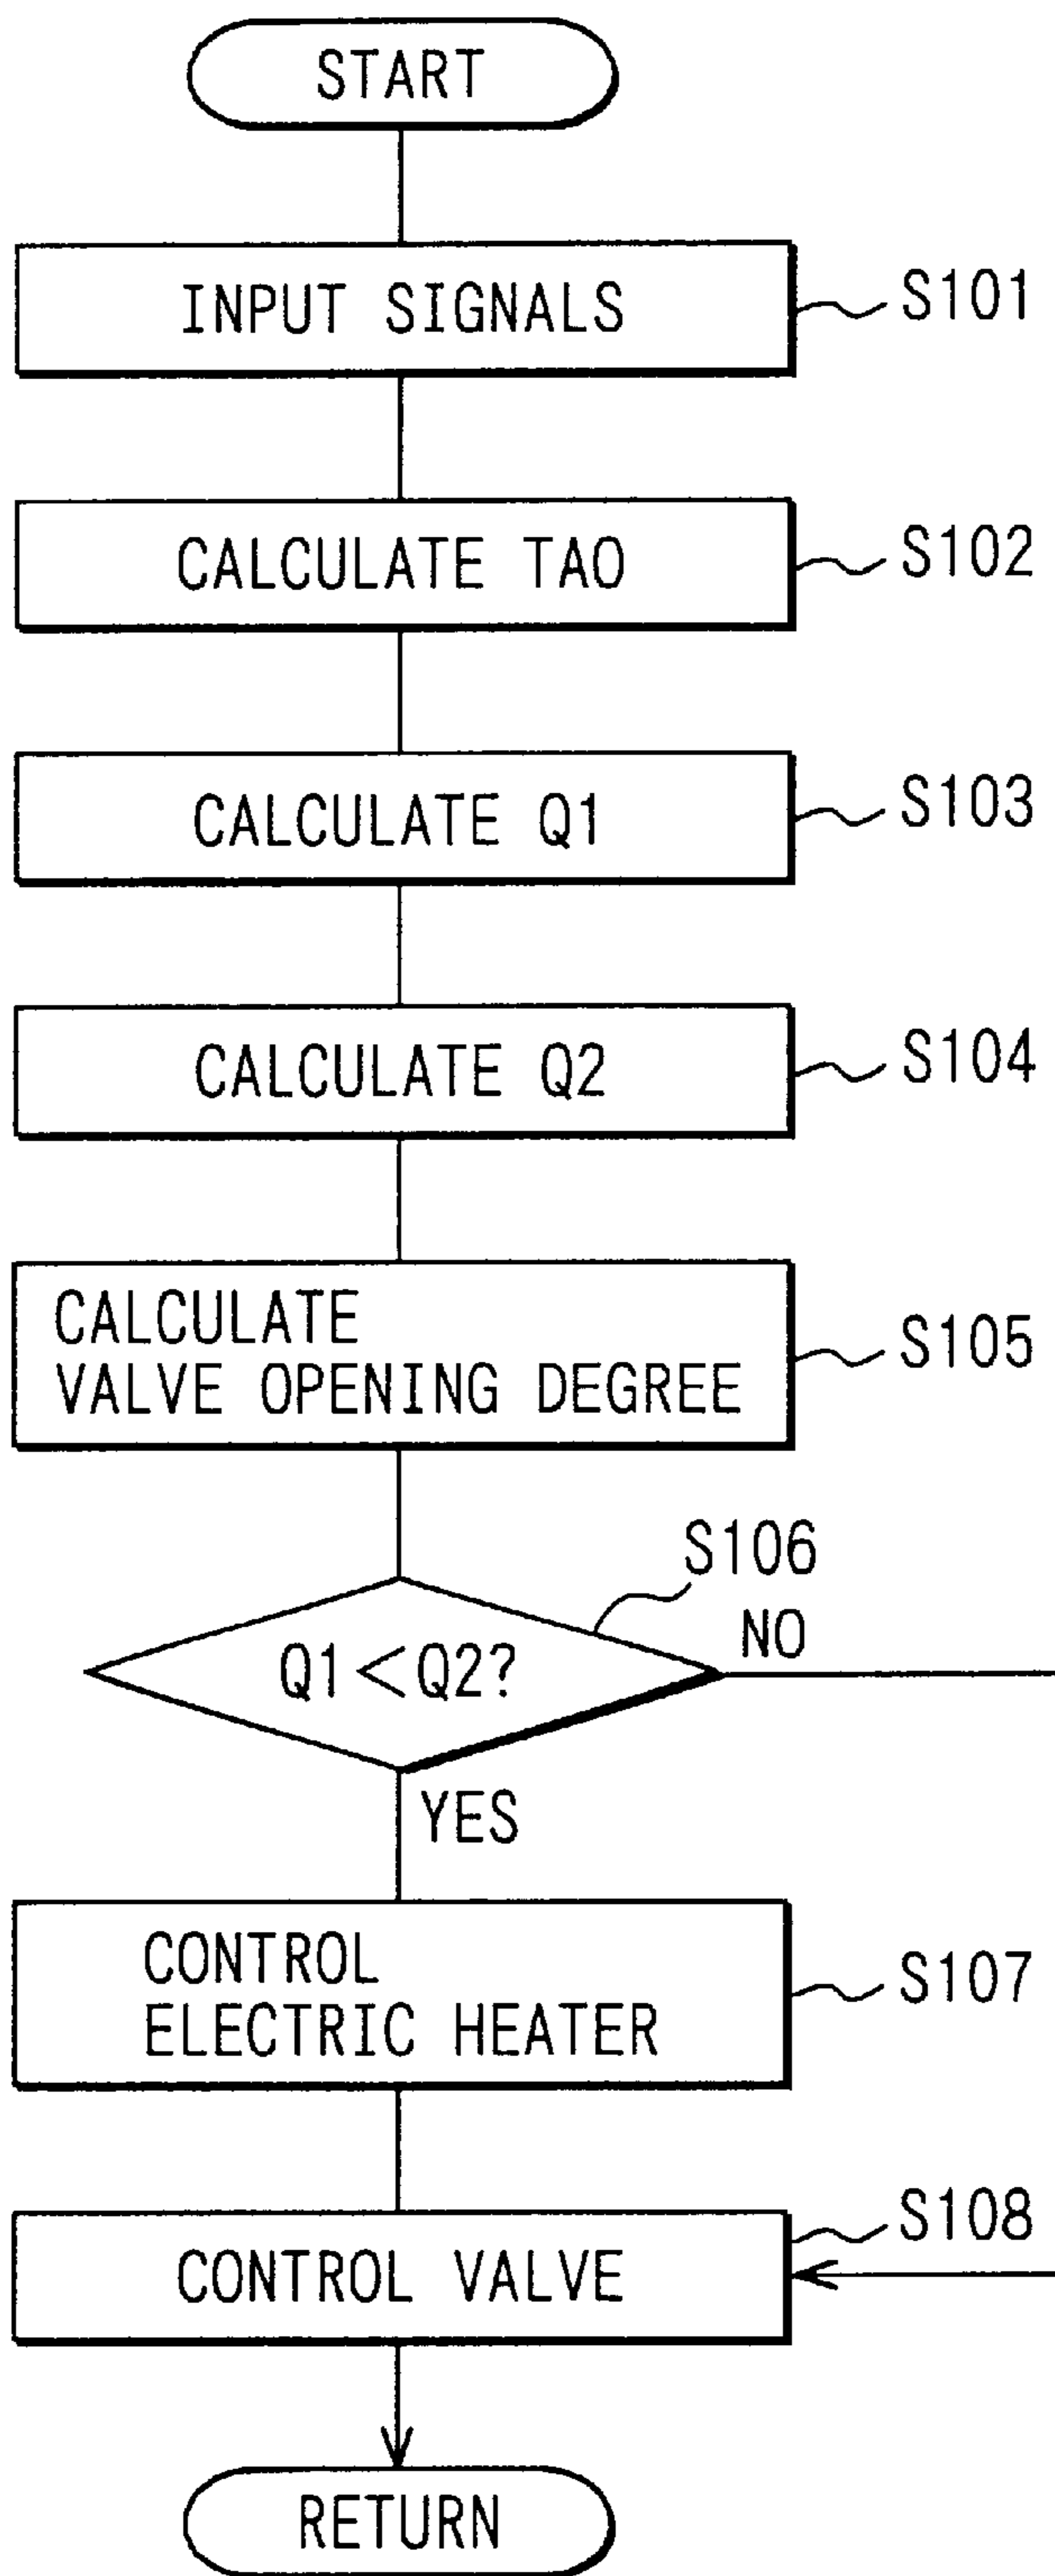 START
INPUT SIGNALS
S101
CALCULATE TAO
S102
CALCULATE Q1
S103
CALCULATE Q2
S104
CALCULATE
VALVE OPENING DEGREE
S105
S106
Q1<Q2?
NO
YES
CONTROL
ELECTRIC HEATER
S107
CONTROL VALVE
S108
RETURN